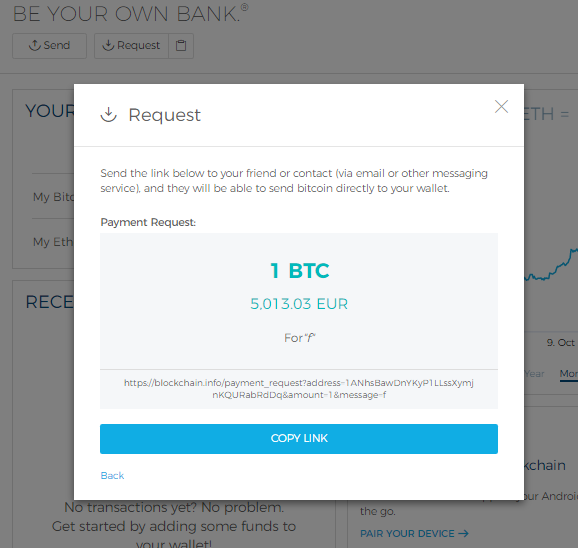 BE YOUR OWN BANK.®
Send
Request
YOUR
ETH =
Request
Send the link below to your friend or contact (via email or other messaging
service), and they will be able to send bitcoin directly to your wallet.
My Bitc
Payment Request:
My Eth
1 BTC
5,013.03 EUR
RECE
For "f"
9. Oct
Year
Mon
https://blockchain.info/payment_request?address=1ANhsBawDnYKyP1LLssXymj
nKQURabRdDq&amount=1&message=f
COPY LINK
kchain
Back
your Androi
No transactions yet? No problem.
the go.
Get started by adding some funds to
PAIR YOUR DEVICE →
your wallet!